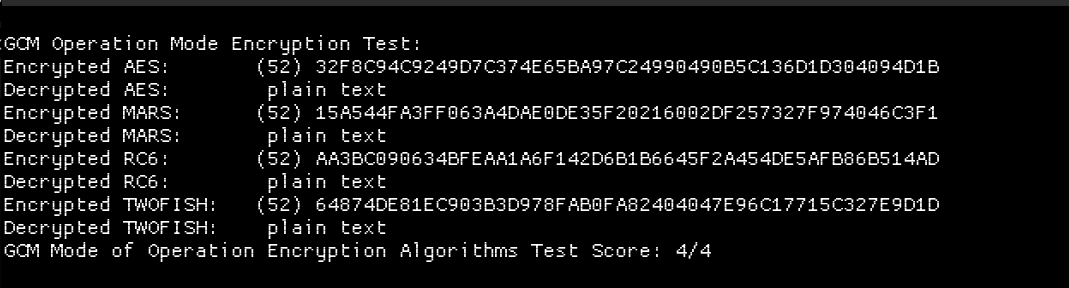 GCM Operation Mode Encryption Test:
Encrypted AES: (52) 32F8C94C9249D7C374E65BA97C24990490B5C136D1D304094D1B
Decrypted AES: plain text
Encrypted MARS: (52) 15A544FA3FF063A4DAE0DE35F20216002DF257327F974046C3F1
Decrypted MARS: plain text
Encrypted RC6: (52) AA3BC090634BFEAA1A6F142D6B1B6645F2A454DE5AFB86B514AD
Decrypted RC6: plain text
Encrypted TWOFISH: (52) 64874DE81EC903B3D978FAB0FA82404047E96C17715C327E9D1D
Decrypted TWOFISH: plain text
GCM Mode of Operation Encryption Algorithms Test Score: 4/4